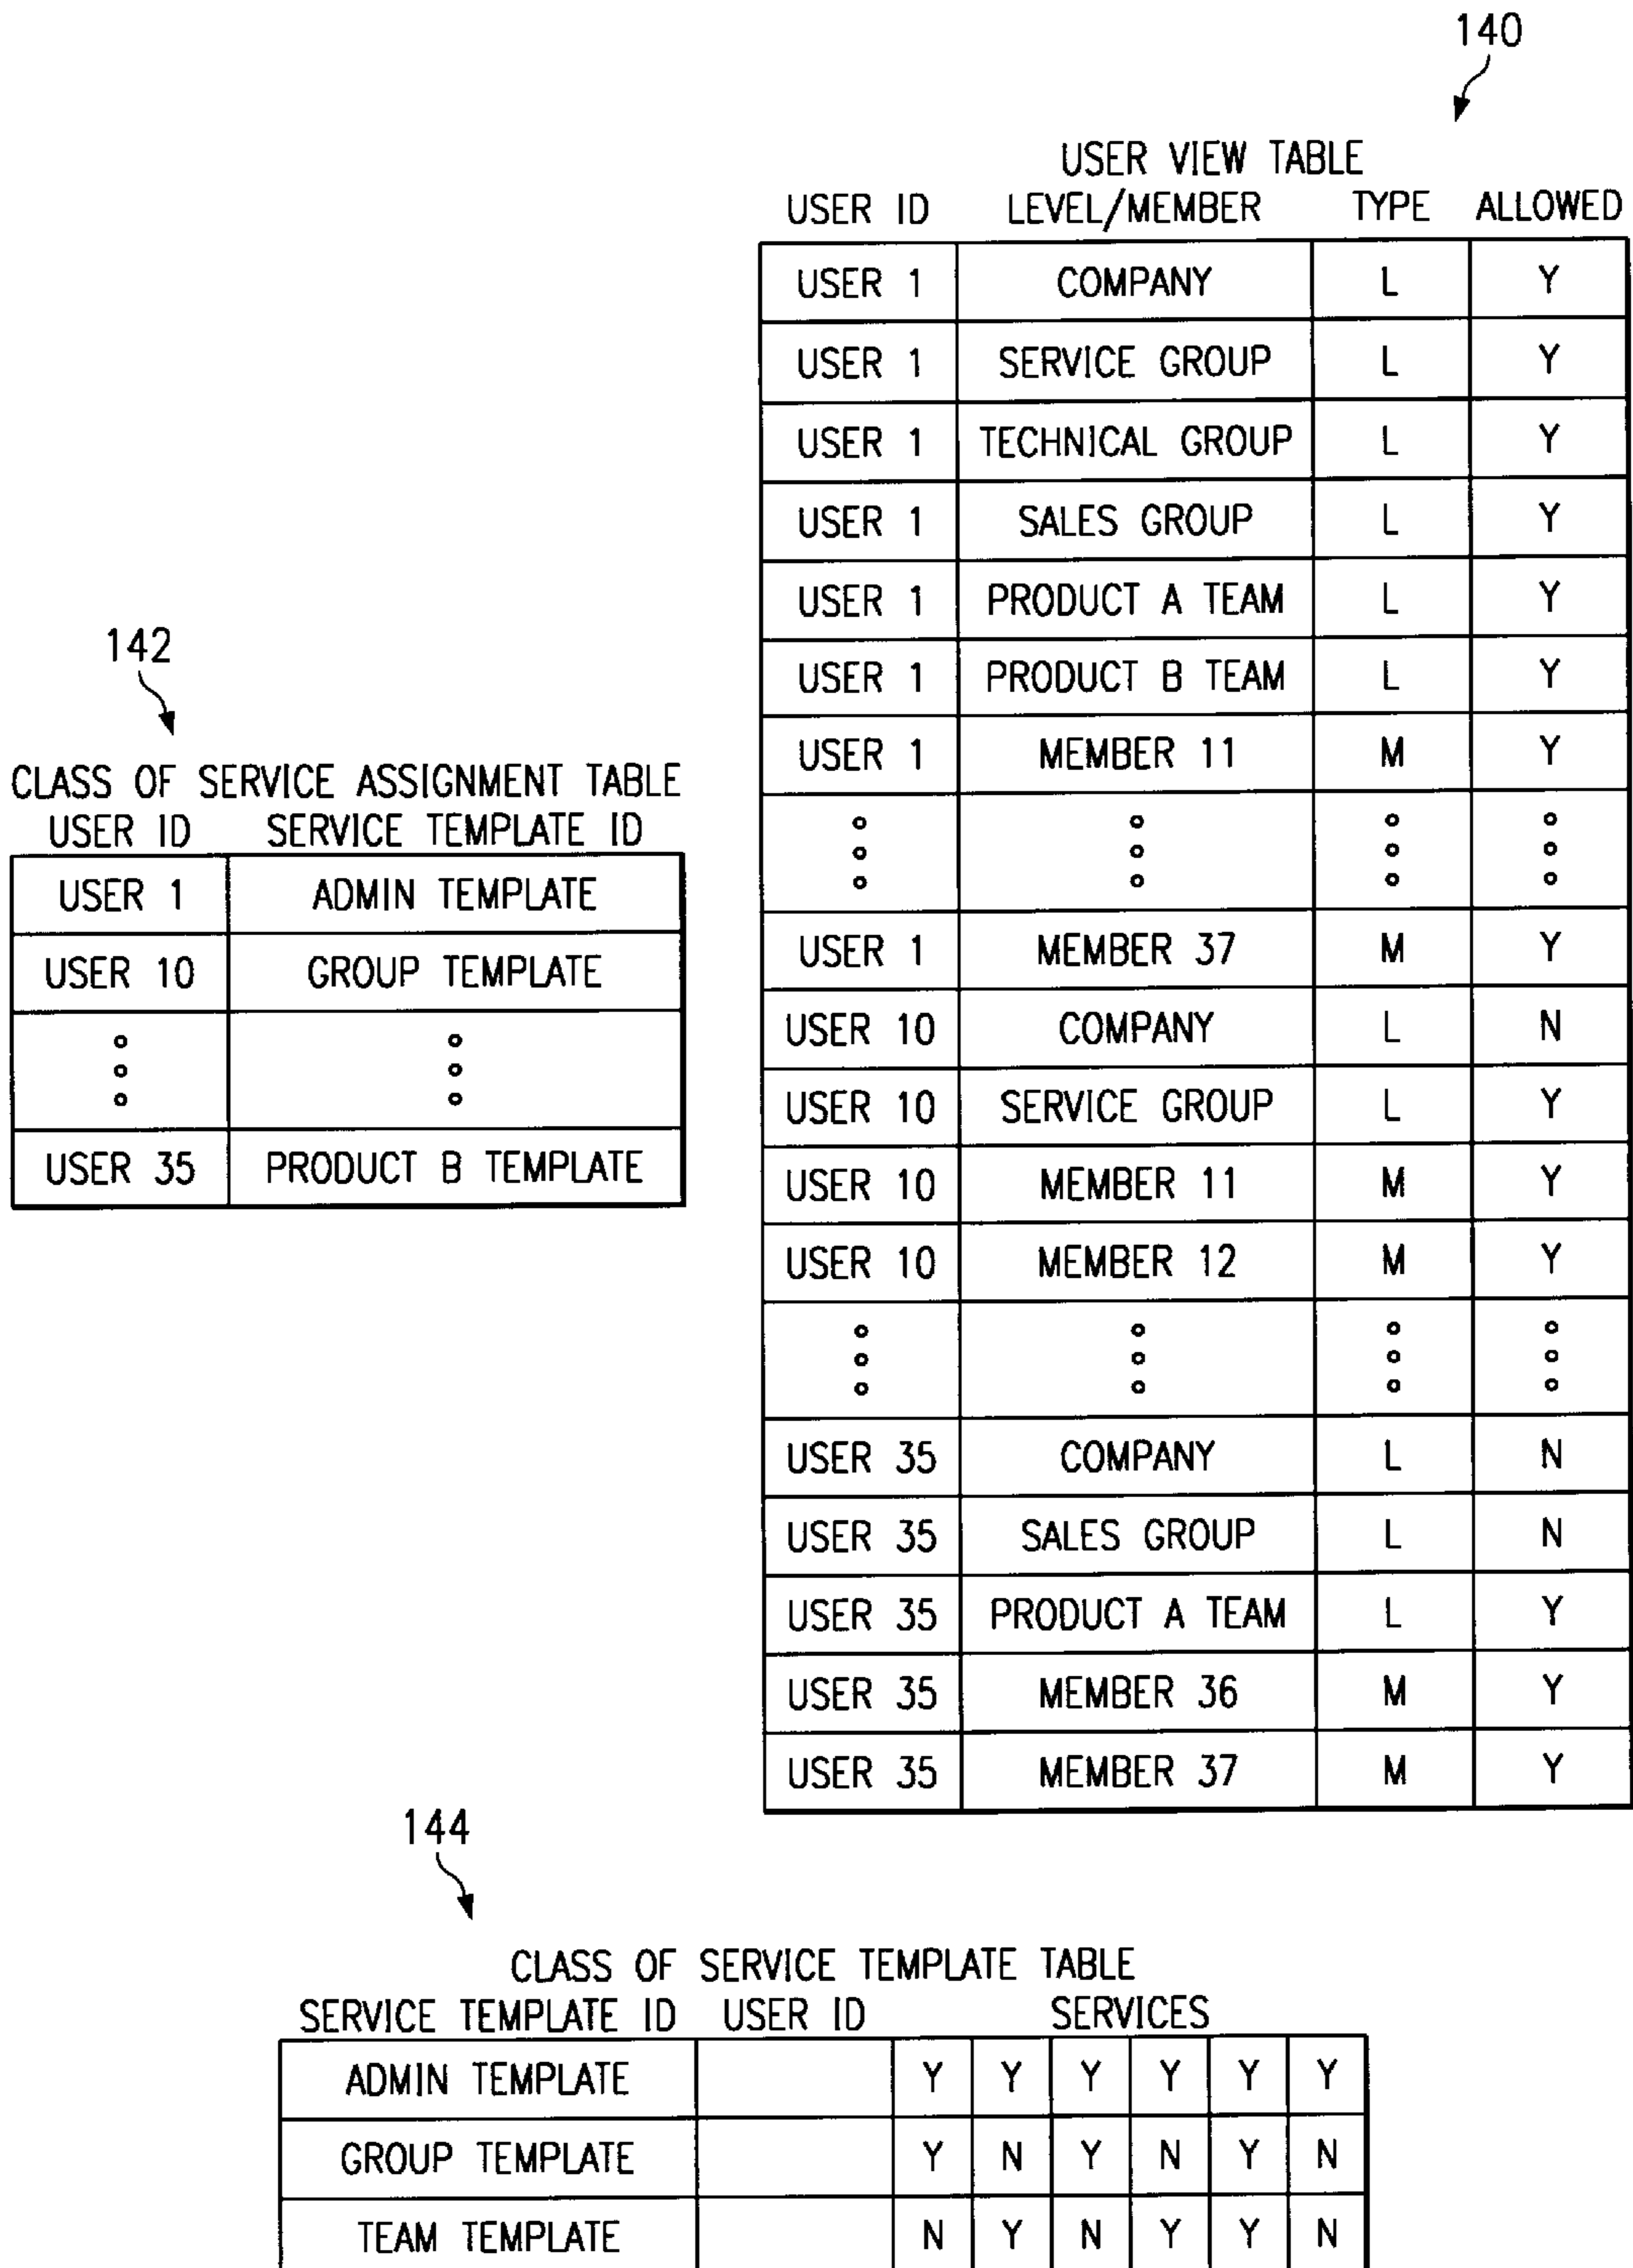 140
USER VIEW TABLE
USER ID LEVEL/MEMBER TYPE ALLOWED
USER 1 COMPANY L Y
USER 1 SERVICE GROUP L Y
USER 1 TECHNICAL GROUP L Y
USER 1 SALES GROUP L Y
USER 1 PRODUCT A TEAM L Y
USER 1 PRODUCT B TEAM L Y
USER 1 MEMBER 11 M Y
USER 1 MEMBER 37 M Y
USER 10 COMPANY L N
USER 10 SERVICE GROUP L Y
USER 10 MEMBER 11 M Y
USER 10 MEMBER 12 M Y
USER 35 COMPANY L N
USER 35 SALES GROUP L N
USER 35 PRODUCT A TEAM L Y
USER 35 MEMBER 36 M Y
USER 35 MEMBER 37 M Y
142
CLASS OF SERVICE ASSIGNMENT TABLE
USER ID SERVICE TEMPLATE ID
USER 1 ADMIN TEMPLATE
USER 10 GROUP TEMPLATE
USER 35 PRODUCT B TEMPLATE
144
CLASS OF SERVICE TEMPLATE TABLE
SERVICE TEMPLATE ID USER ID SERVICES
ADMIN TEMPLATE Y Y Y Y Y Y
GROUP TEMPLATE Y N Y N Y N
TEAM TEMPLATE N Y N Y Y N